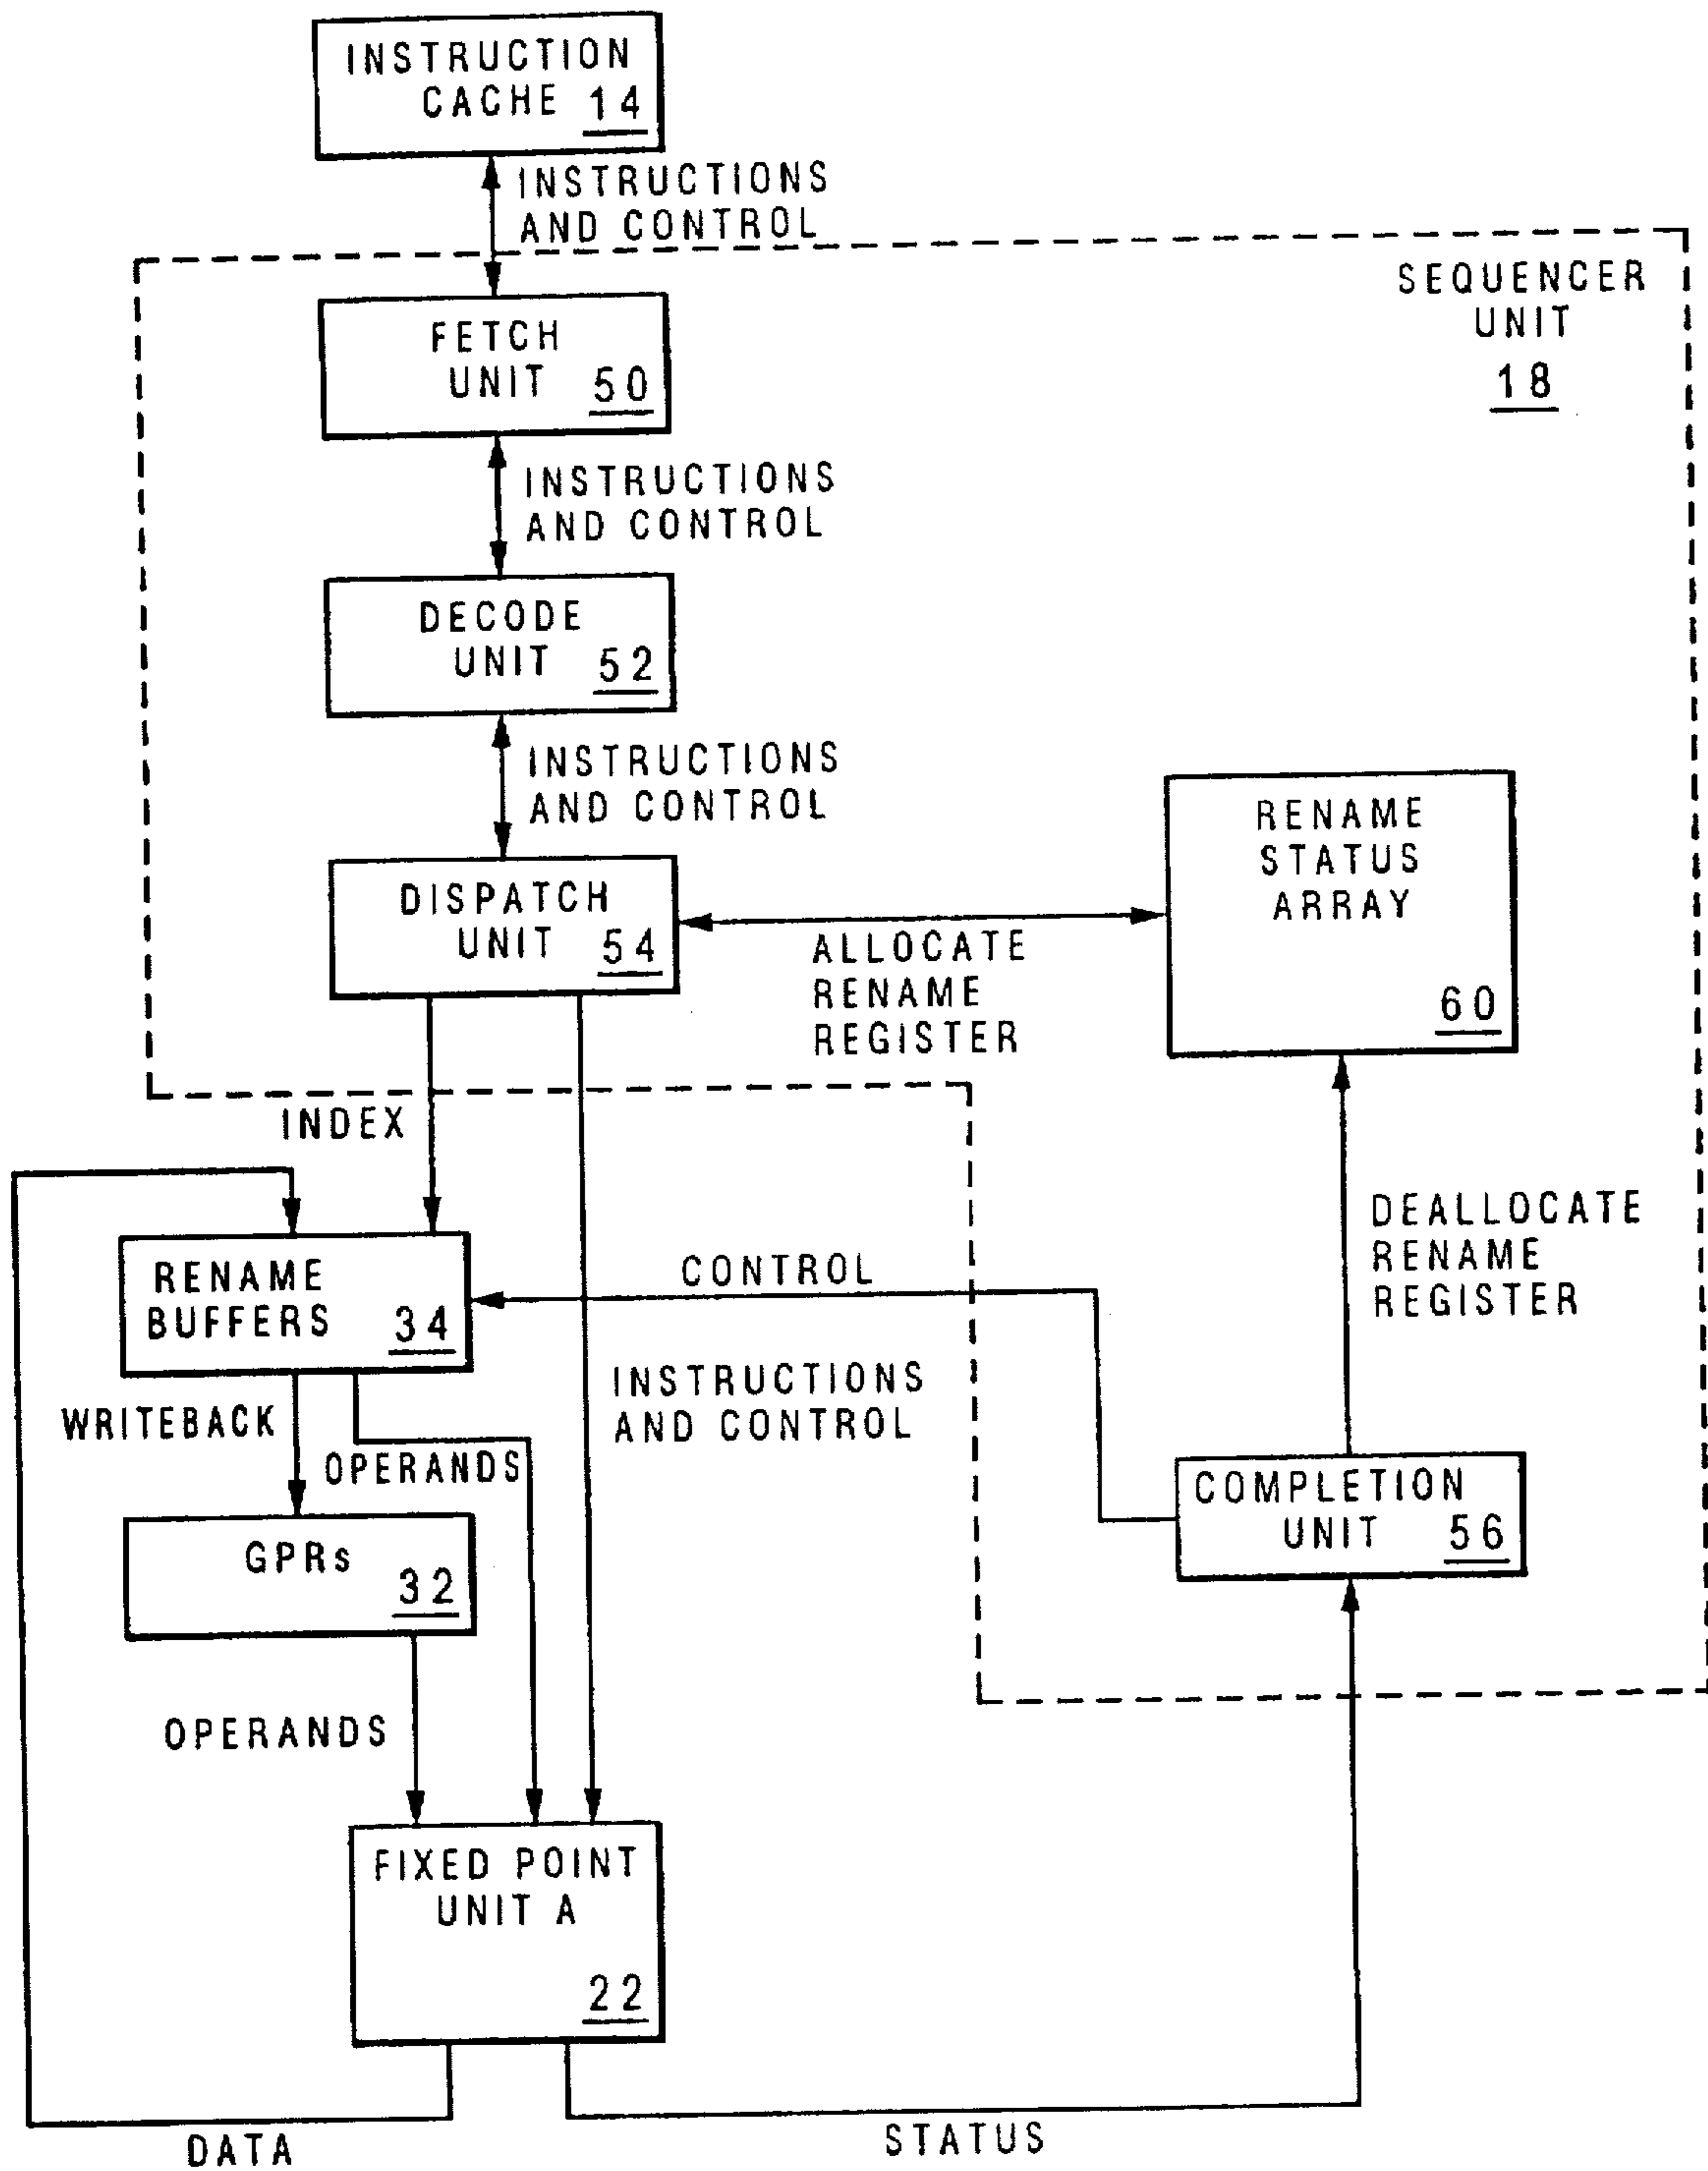 INSTRUCTION
CACHE 14
INSTRUCTIONS
AND CONTROL
SEQUENCER
UNIT
18
FETCH
UNIT 50
INSTRUCTIONS
AND CONTROL
DECODE
UNIT 52
INSTRUCTIONS
AND CONTROL
DISPATCH
UNIT 54
ALLOCATE
RENAME
REGISTER
RENAME
STATUS
ARRAY
60
INDEX
RENAME
BUFFERS 34
CONTROL
DEALLOCATE
RENAME
REGISTER
WRITEBACK
OPERANDS
INSTRUCTIONS
AND CONTROL
COMPLETION
UNIT 56
GPRs
32
OPERANDS
FIXED POINT
UNIT A
22
DATA
STATUS